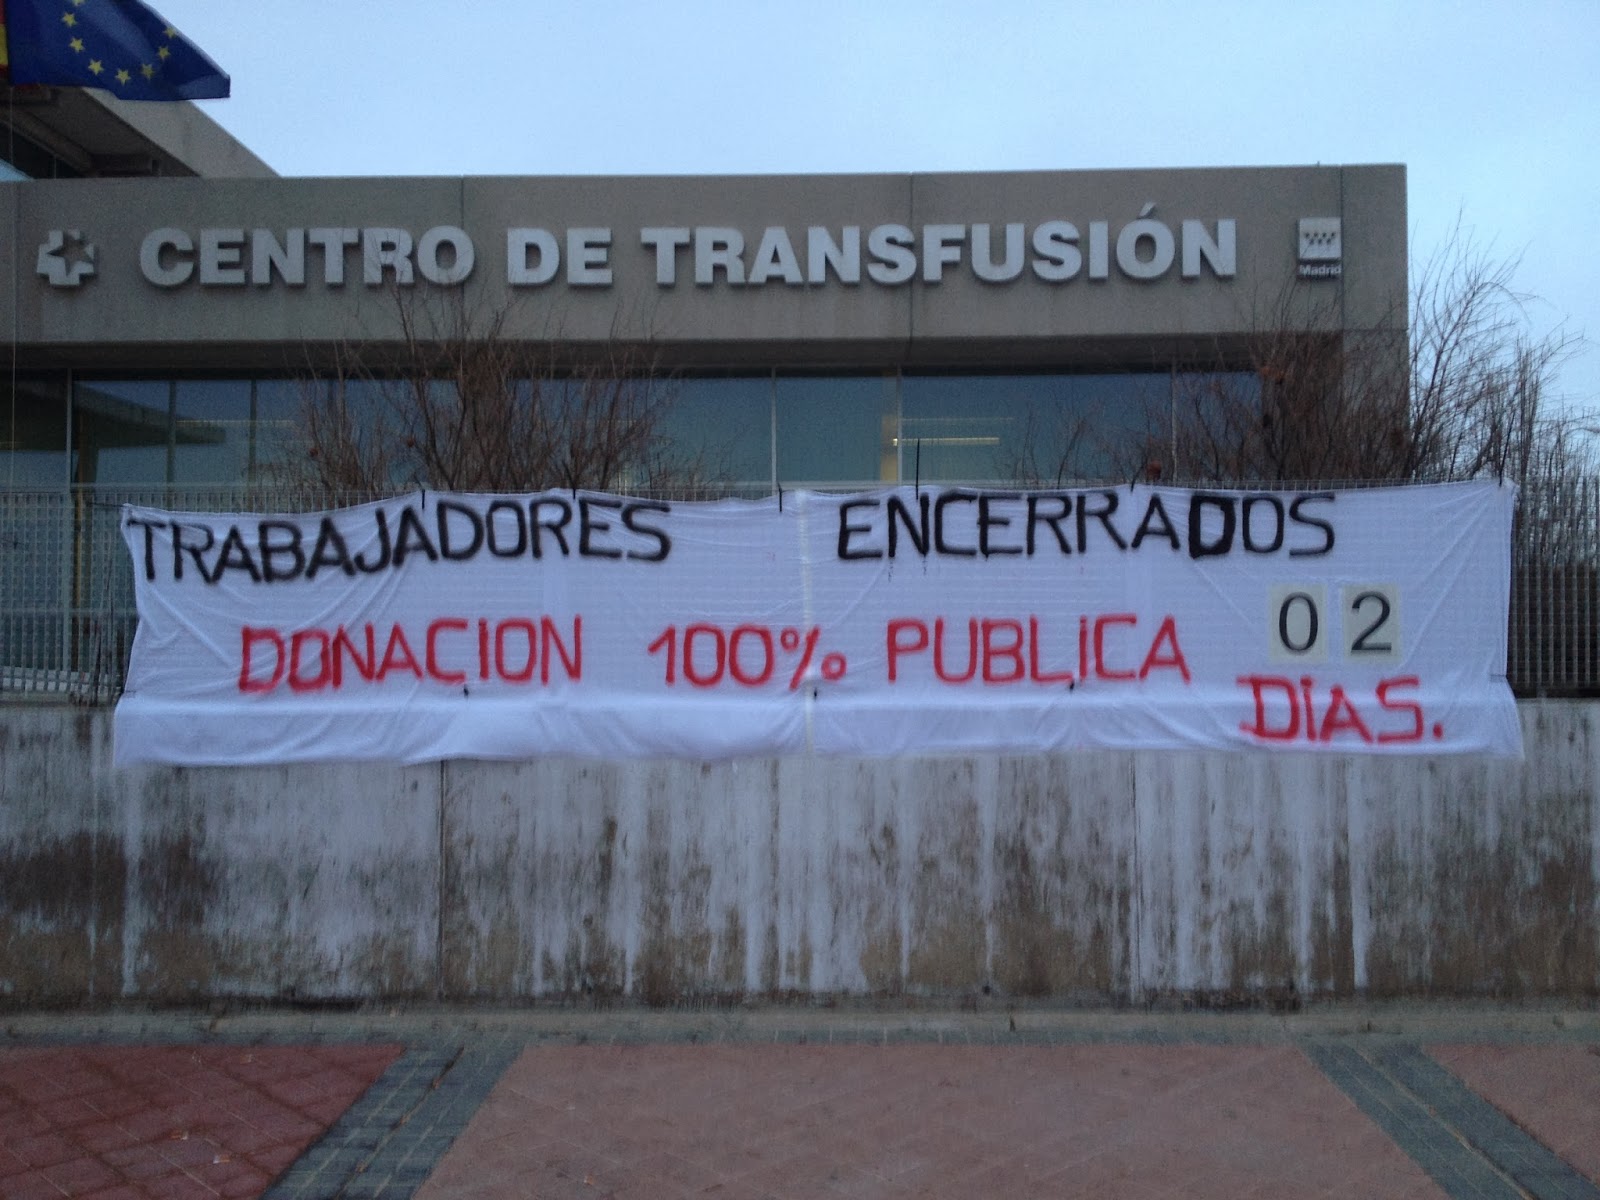 CENTRO DE TRANSFUSIÓN
Madrid
TRABAJADORES ENCERRADOS
DONACION 100% PUBLICA 02
DIAS.